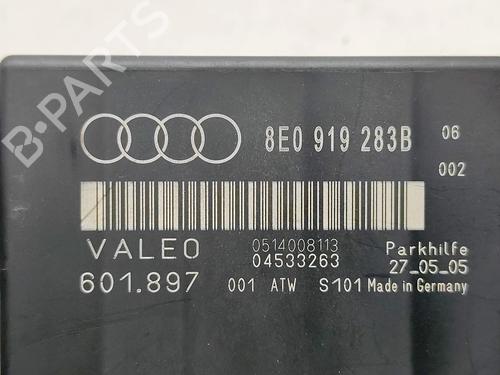 8E0 919 283B 06
002
VALEO 0514008113 Parkhilfe
04533263 27_05_05
601.897 001 ATW S101 Made in Germany
B-PARTS